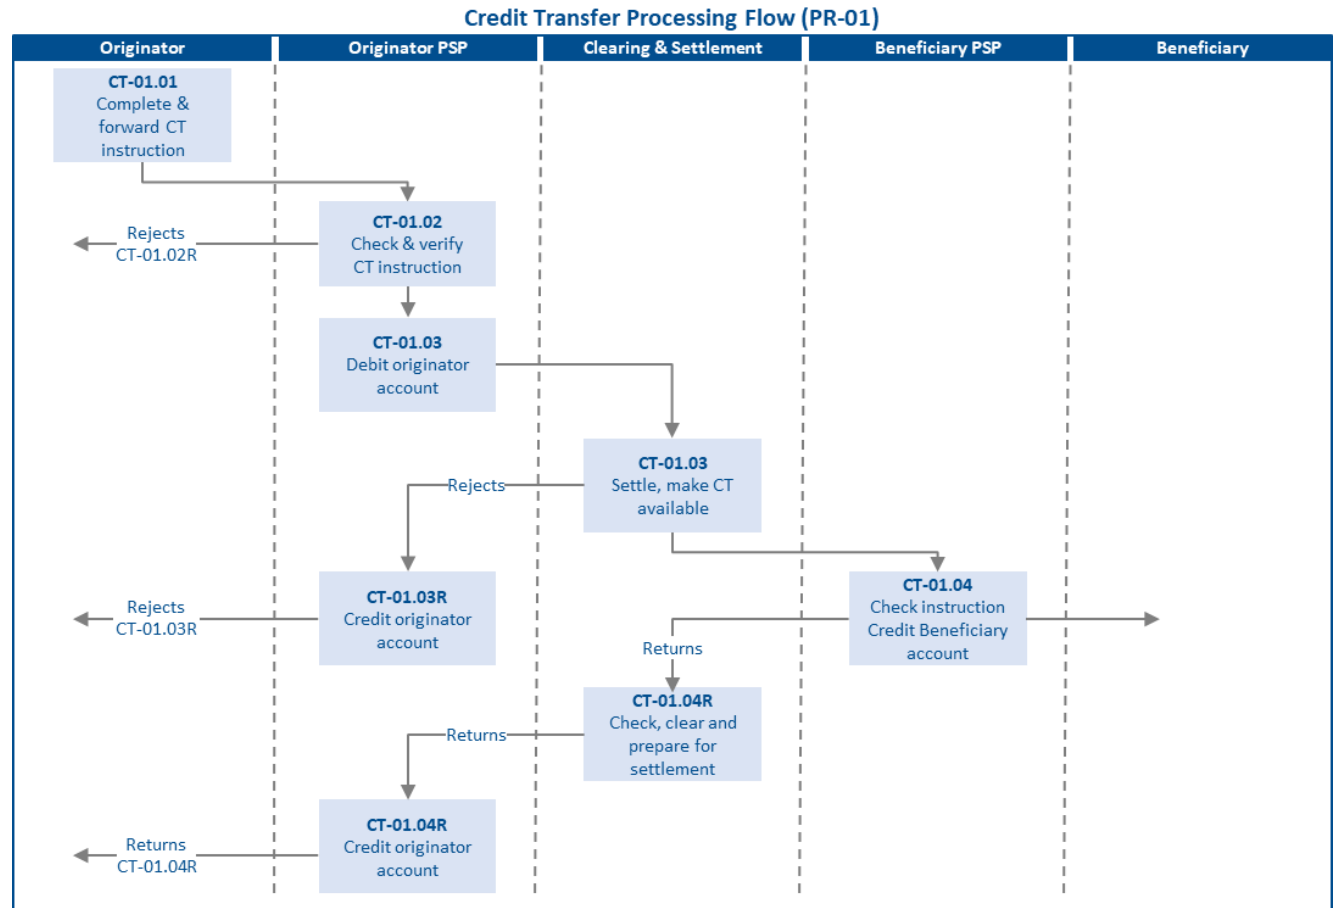 Credit Transfer Processing Flow (PR-01)
Originator
Originator PSP
Clearing & Settlement
Beneficiary PSP
Beneficiary
CT-01.01
Complete &
forward CT
instruction
CT-01.02
Check & verify
CT instruction
Rejects
CT-01.02R
CT-01.03
Debit originator
account
CT-01.03
Settle, make CT
available
Rejects
CT-01.03R
Credit originator
account
Rejects
CT-01.03R
CT-01.04
Check instruction
Credit Beneficiary
account
Returns
CT-01.04R
Check, clear and
prepare for
settlement
Returns
CT-01.04R
Credit originator
account
Returns
CT-01.04R